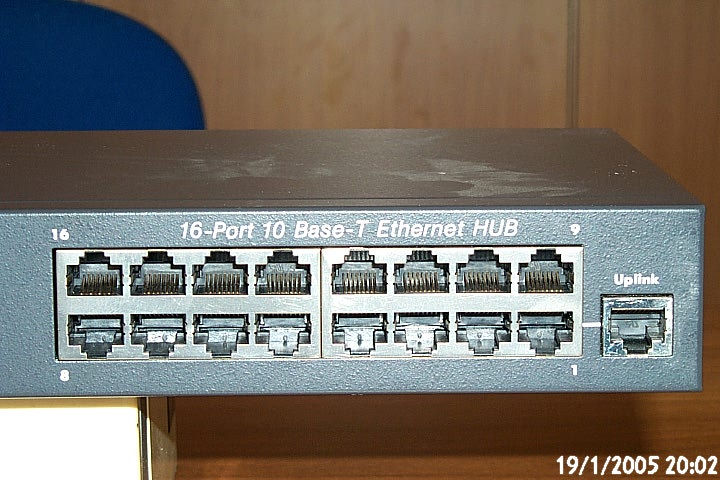 16-Port 10 Base-T Ethernet HUB
16
9
Uplink
8
1
19/1/2005 20:02